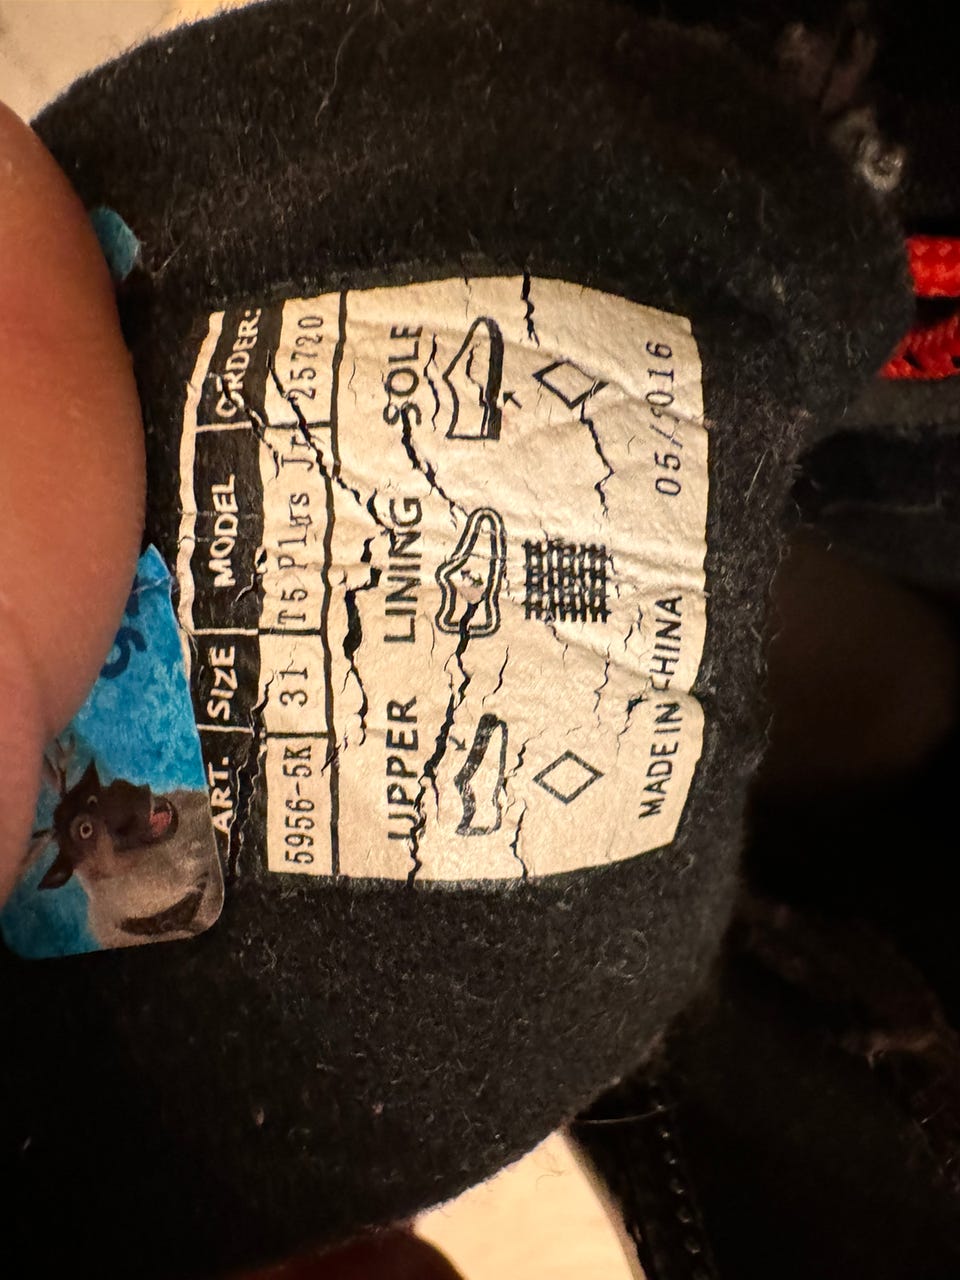 ART. SIZE MODEL ORDER:
5956-5K 31 T5 Plus Jr 25720
UPPER LINING SOLE
MADE IN CHINA